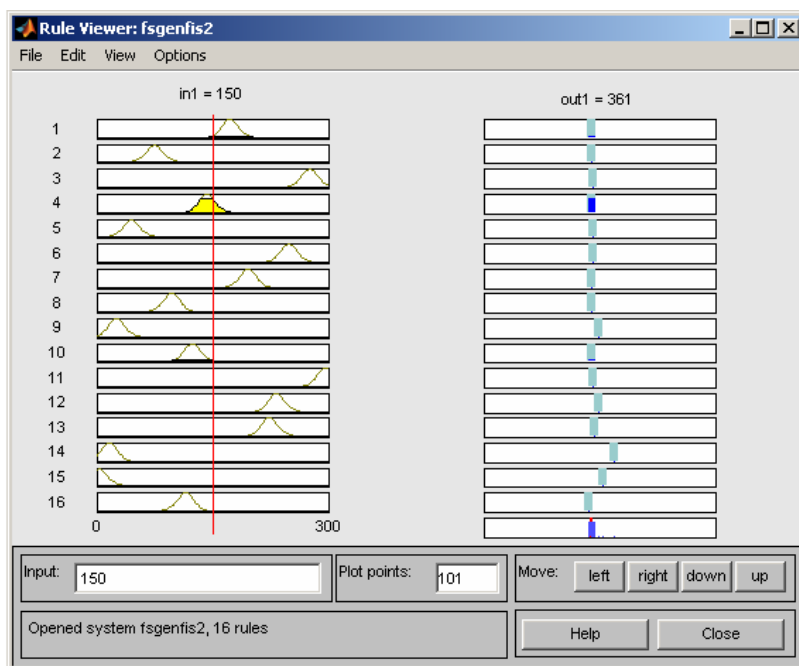 Rule Viewer: fsgenfis2
File Edit View Options
in1 = 150
out1 = 361
1
2
3
4
5
6
7
8
9
10
11
12
13
14
15
16
0 300
Input: 150 Plot points: 101 Move: left right down up
Opened system fsgenfis2, 16 rules
Help Close